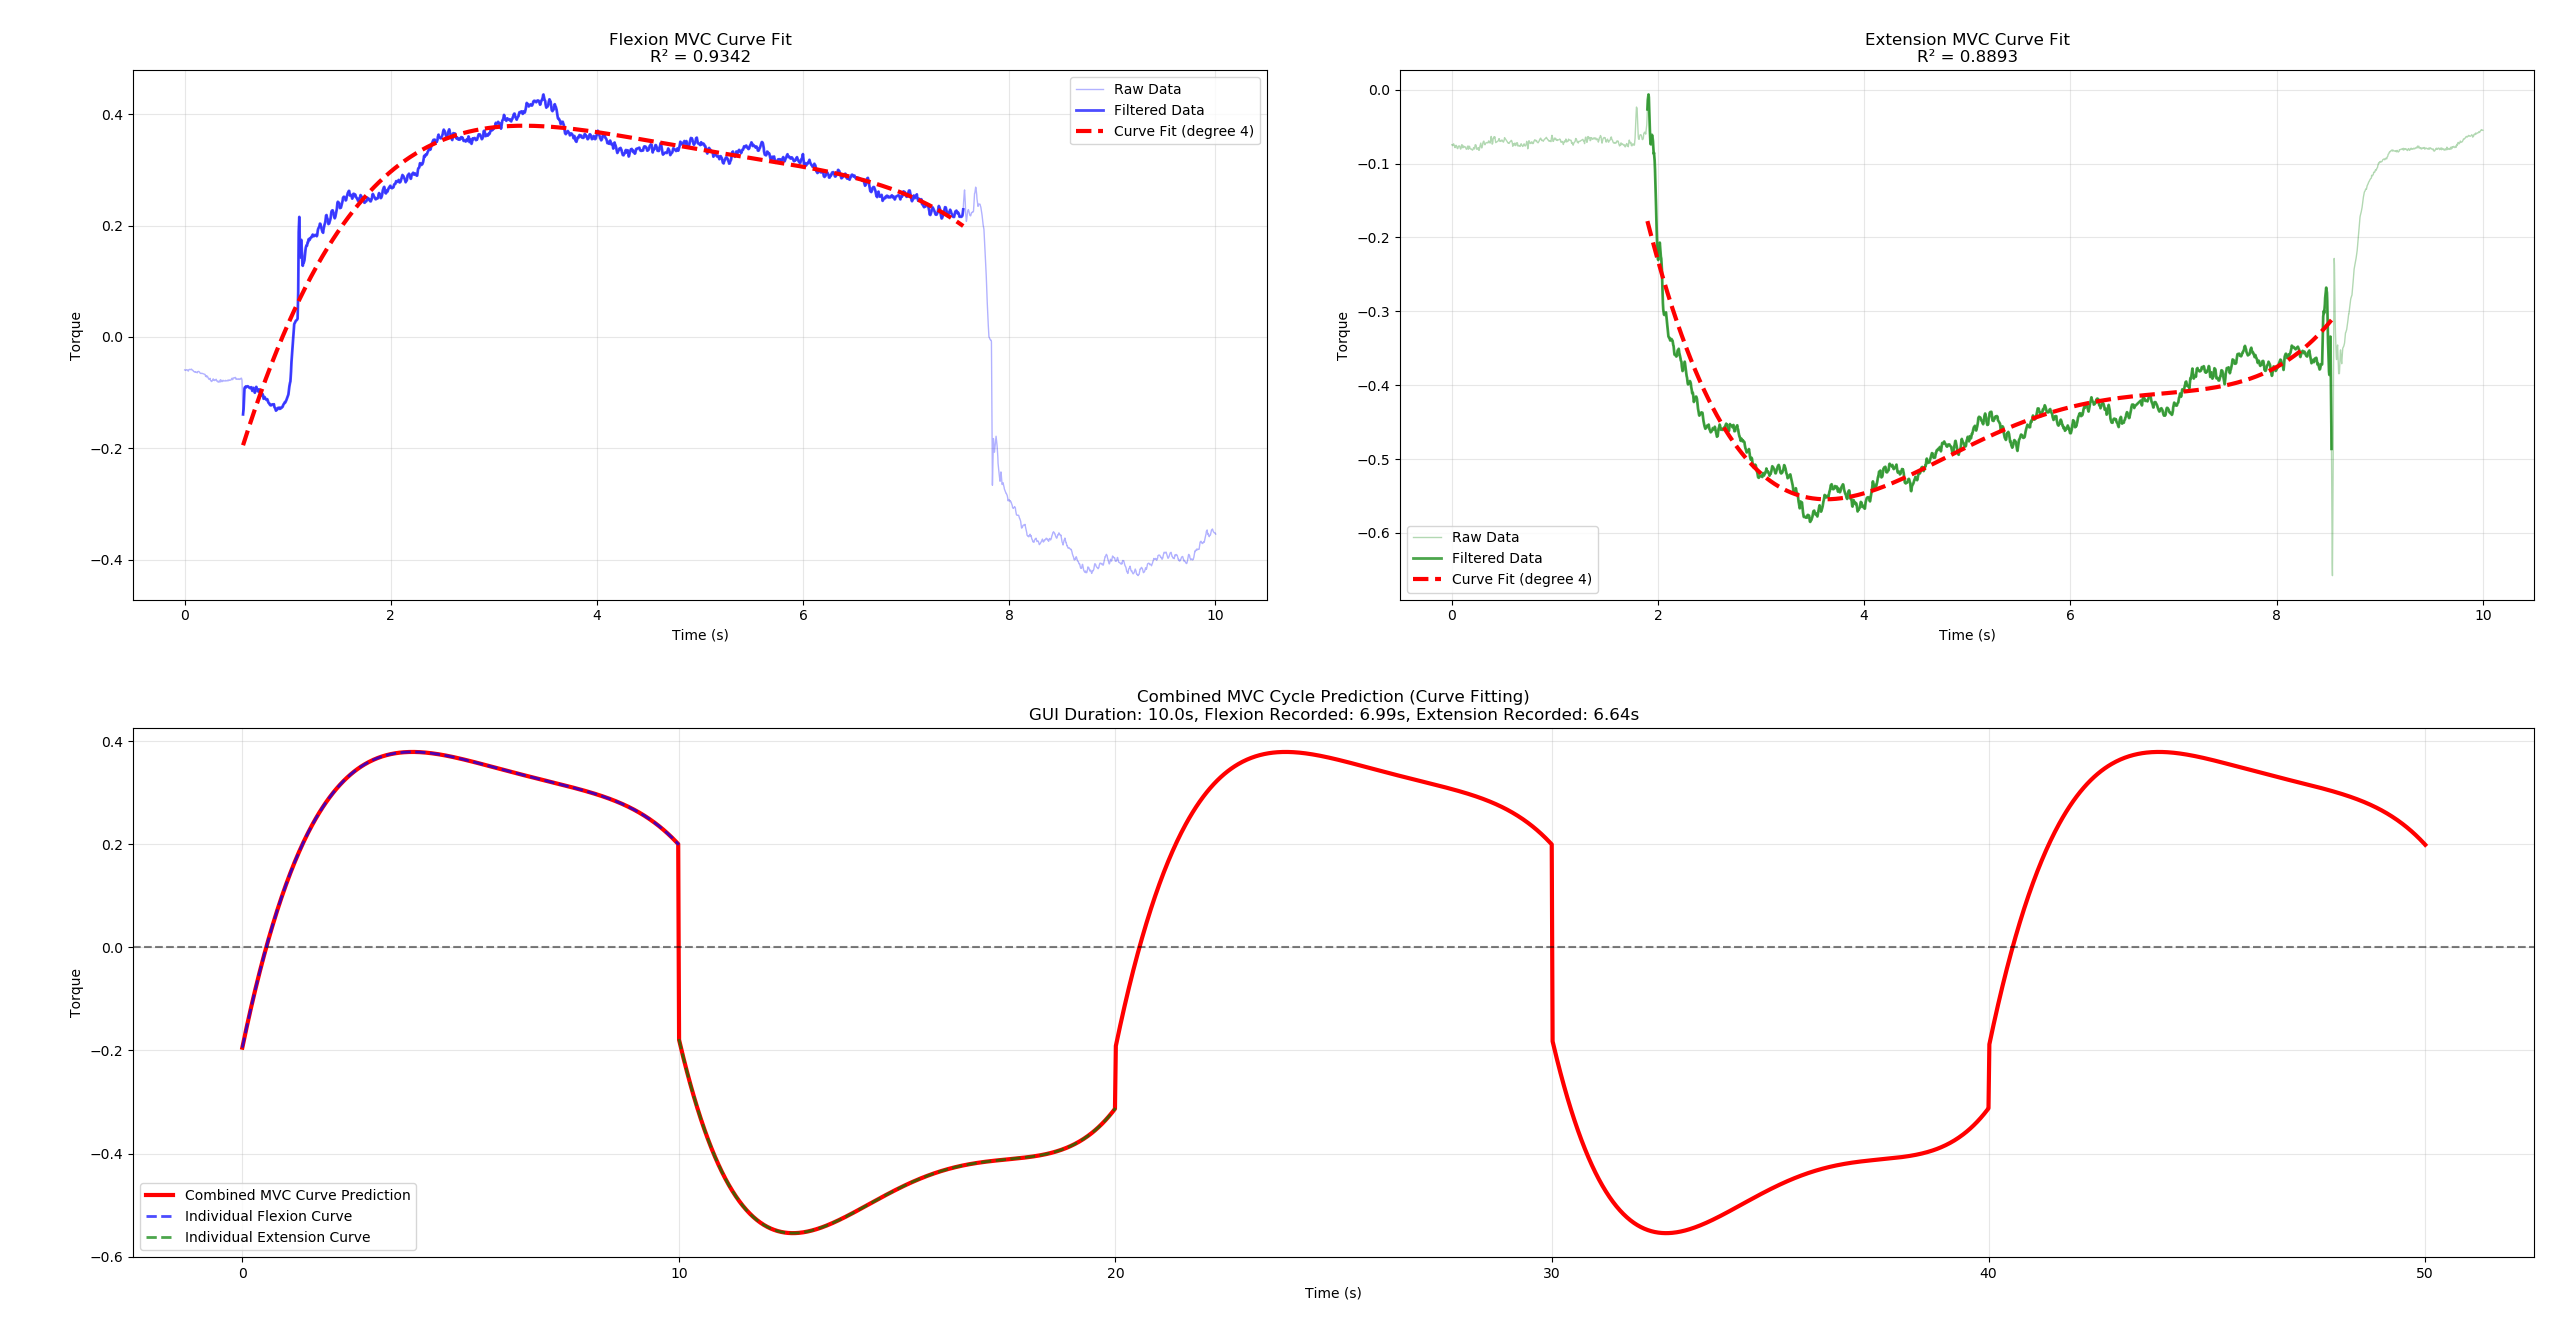 Flexion MVC Curve Fit
R² = 0.9342
Torque
0.4
0.2
0.0
−0.2
−0.4
0
2
4
6
8
10
Time (s)
Raw Data
Filtered Data
Curve Fit (degree 4)
Extension MVC Curve Fit
R² = 0.8893
Torque
0.0
−0.1
−0.2
−0.3
−0.4
−0.5
−0.6
0
2
4
6
8
10
Time (s)
Raw Data
Filtered Data
Curve Fit (degree 4)
Combined MVC Cycle Prediction (Curve Fitting)
GUI Duration: 10.0s, Flexion Recorded: 6.99s, Extension Recorded: 6.64s
Torque
0.4
0.2
0.0
−0.2
−0.4
−0.6
0
10
20
30
40
50
Time (s)
Combined MVC Curve Prediction
Individual Flexion Curve
Individual Extension Curve